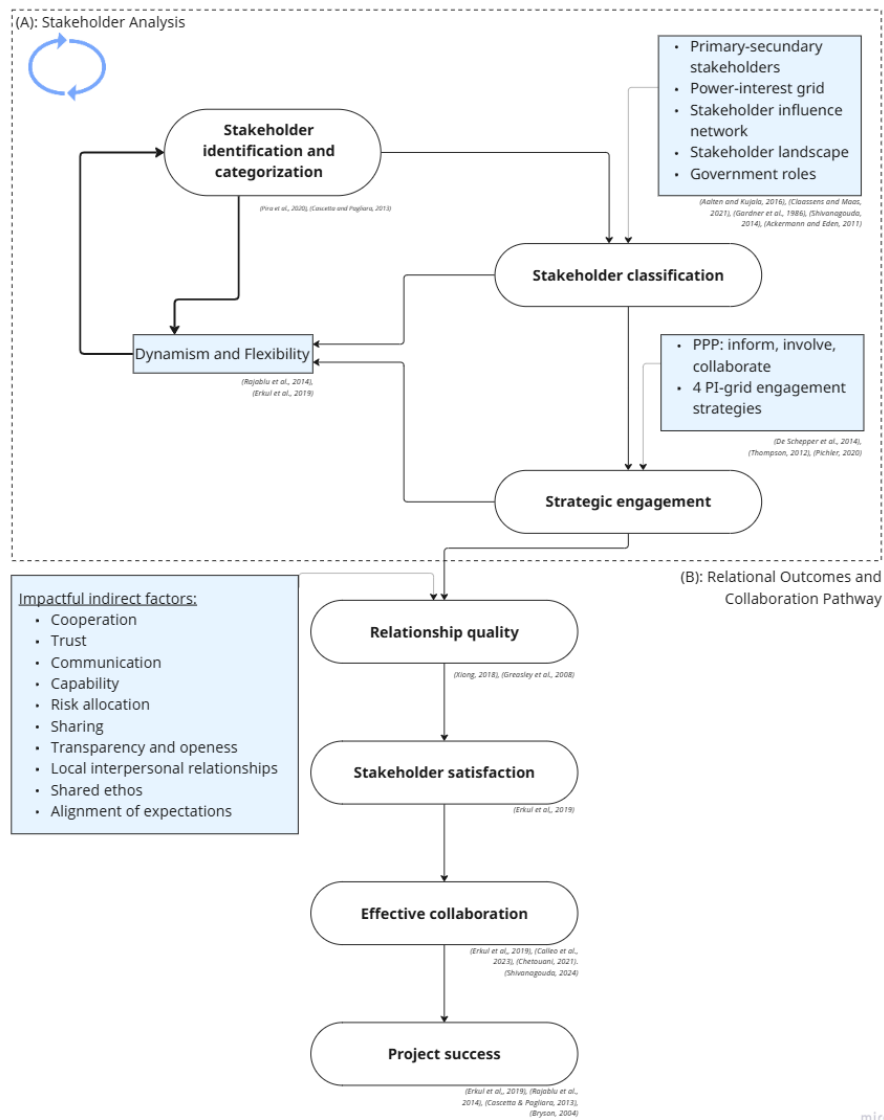 (A): Stakeholder Analysis
• Primary-secundary
stakeholders
• Power-interest grid
• Stakeholder influence
network
• Stakeholder landscape
• Government roles
(Aalten and Kujala, 2016), (Claassens and Maas,
2021), (Gardner et al., 1986), (Shivanagouda,
2014), (Ackermann and Eden, 2011)
Stakeholder
identification and
categorization
(Pira et al., 2020), (Cascetta and Pagliara, 2013)
Stakeholder classification
Dynamism and Flexibility
(Rajablu et al., 2014),
(Erkul et al., 2019)
• PPP: inform, involve,
collaborate
• 4 PI-grid engagement
strategies
(De Schepper et al., 2014),
(Thompson, 2012), (Pichler, 2020)
Strategic engagement
(B): Relational Outcomes and
Collaboration Pathway
Impactful indirect factors:
• Cooperation
• Trust
• Communication
• Capability
• Risk allocation
• Sharing
• Transparency and openess
• Local interpersonal relationships
• Shared ethos
• Alignment of expectations
Relationship quality
(Xiong, 2018), (Greasley et al., 2008)
Stakeholder satisfaction
(Erkul et al,, 2019)
Effective collaboration
(Erkul et al,, 2019), (Calleo et al.,
2023), (Chetouani, 2021).
(Shivanagouda, 2024)
Project success
(Erkul et al., 2019), (Rajablu et al.,
2014), (Cascetta & Pagliara, 2013),
(Bryson, 2004)